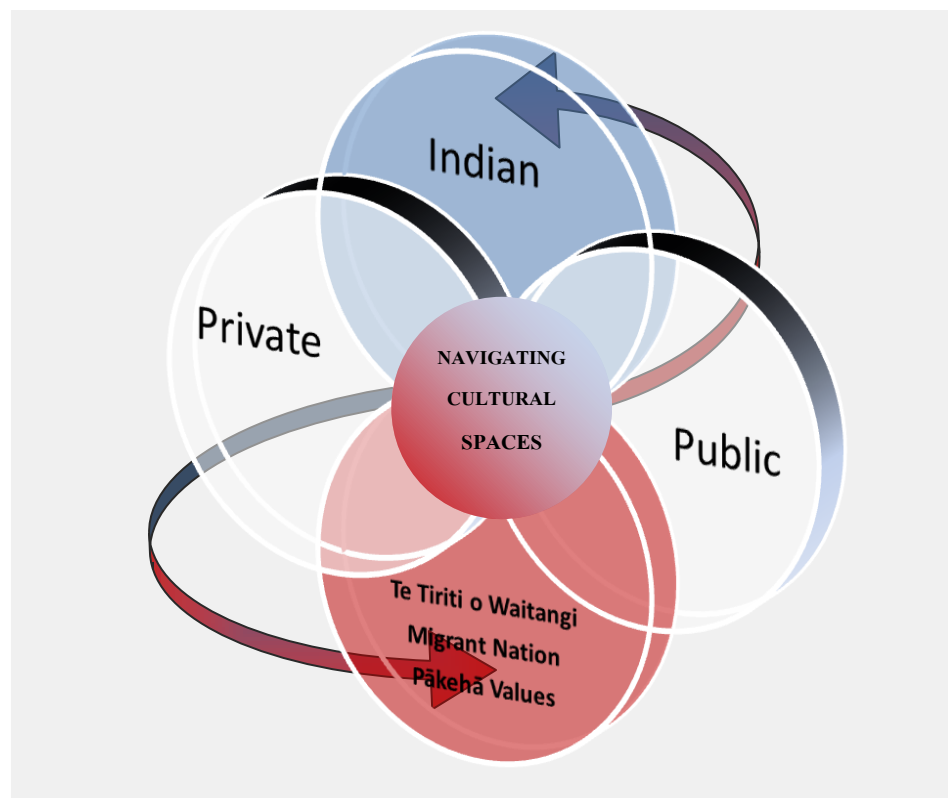 Indian
Private
NAVIGATING
CULTURAL
SPACES
Public
Te Tiriti o Waitangi
Migrant Nation
Pākehā Values